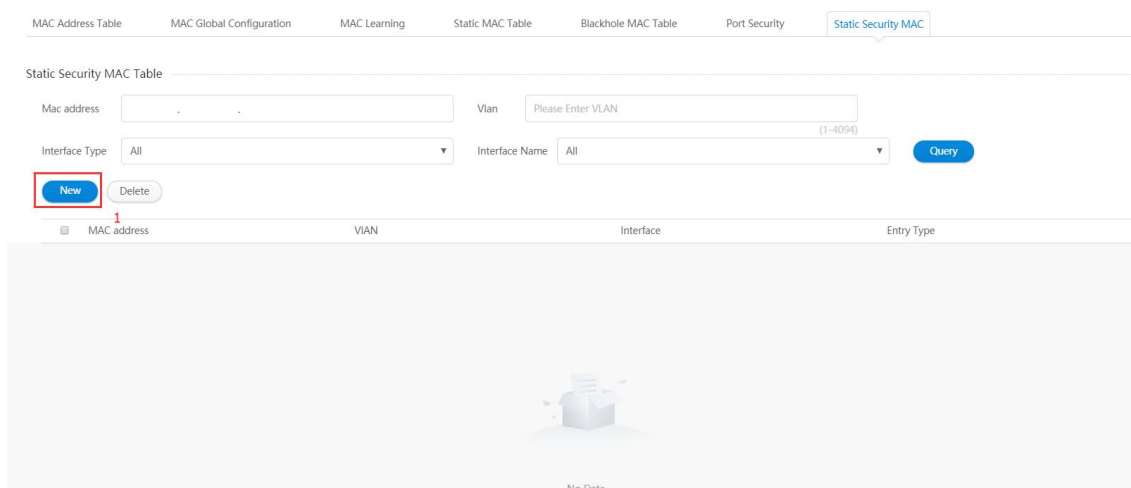 MAC Address Table MAC Global Configuration MAC Learning Static MAC Table Blackhole MAC Table Port Security Static Security MAC
Static Security MAC Table
Mac address . . Vlan Please Enter VLAN
(1-4094)
Interface Type All Interface Name All Query
New Delete
1
MAC address VlAN Interface Entry Type
No Data